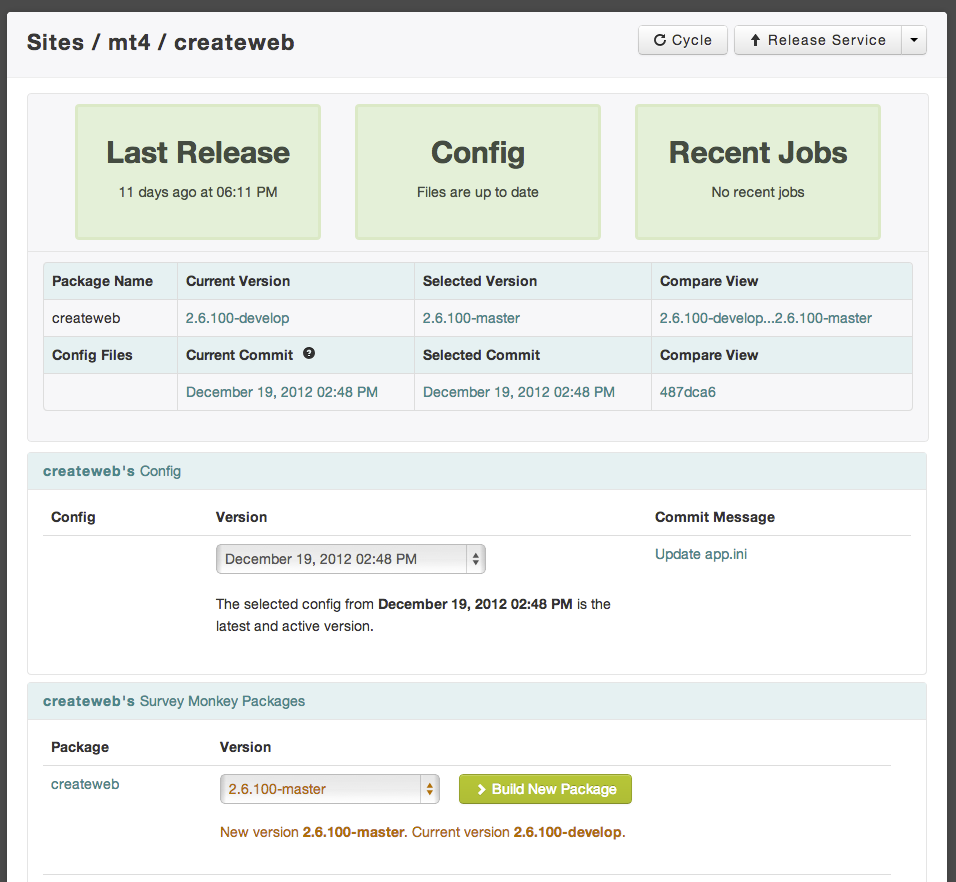 Sites / mt4 / createweb
Cycle
Release Service
Last Release
11 days ago at 06:11 PM
Config
Files are up to date
Recent Jobs
No recent jobs
Package Name Current Version Selected Version Compare View
createweb 2.6.100-develop 2.6.100-master 2.6.100-develop...2.6.100-master
Config Files Current Commit ? Selected Commit Compare View
December 19, 2012 02:48 PM December 19, 2012 02:48 PM 487dca6
createweb's Config
Config Version Commit Message
December 19, 2012 02:48 PM Update app.ini
The selected config from December 19, 2012 02:48 PM is the
latest and active version.
createweb's Survey Monkey Packages
Package Version
createweb 2.6.100-master Build New Package
New version 2.6.100-master. Current version 2.6.100-develop.